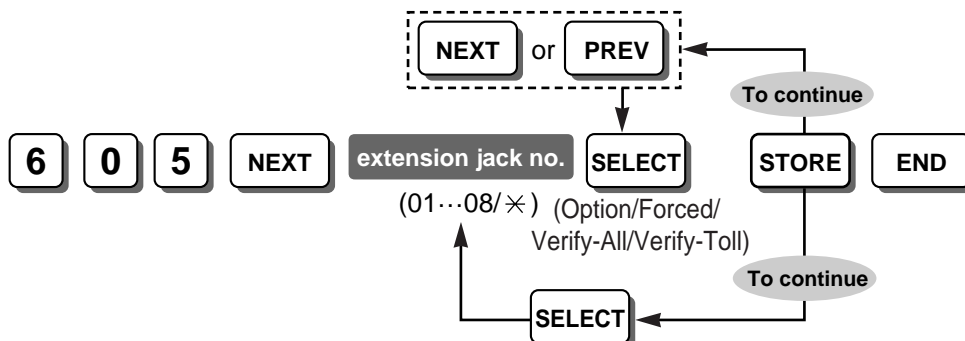 NEXT or PREV
To continue
6 0 5 NEXT extension jack no. SELECT STORE END
(01···08/✳) (Option/Forced/
Verify-All/Verify-Toll)
To continue
SELECT